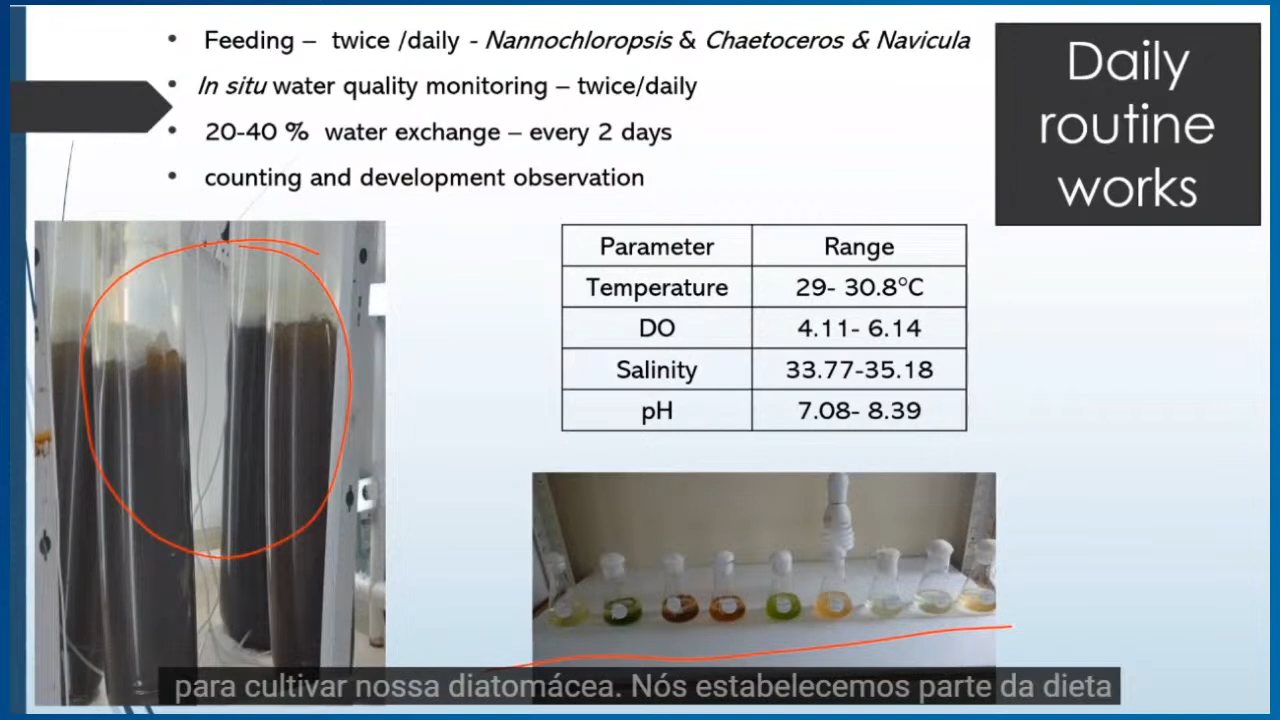 Feeding – twice /daily - Nannochloropsis & Chaetoceros & Navicula
In situ water quality monitoring – twice/daily
20-40 % water exchange – every 2 days
counting and development observation
Daily
routine
works
Parameter Range
Temperature 29- 30.8°C
DO 4.11- 6.14
Salinity 33.77-35.18
pH 7.08- 8.39
para cultivar nossa diatomácea. Nós estabelecemos parte da dieta